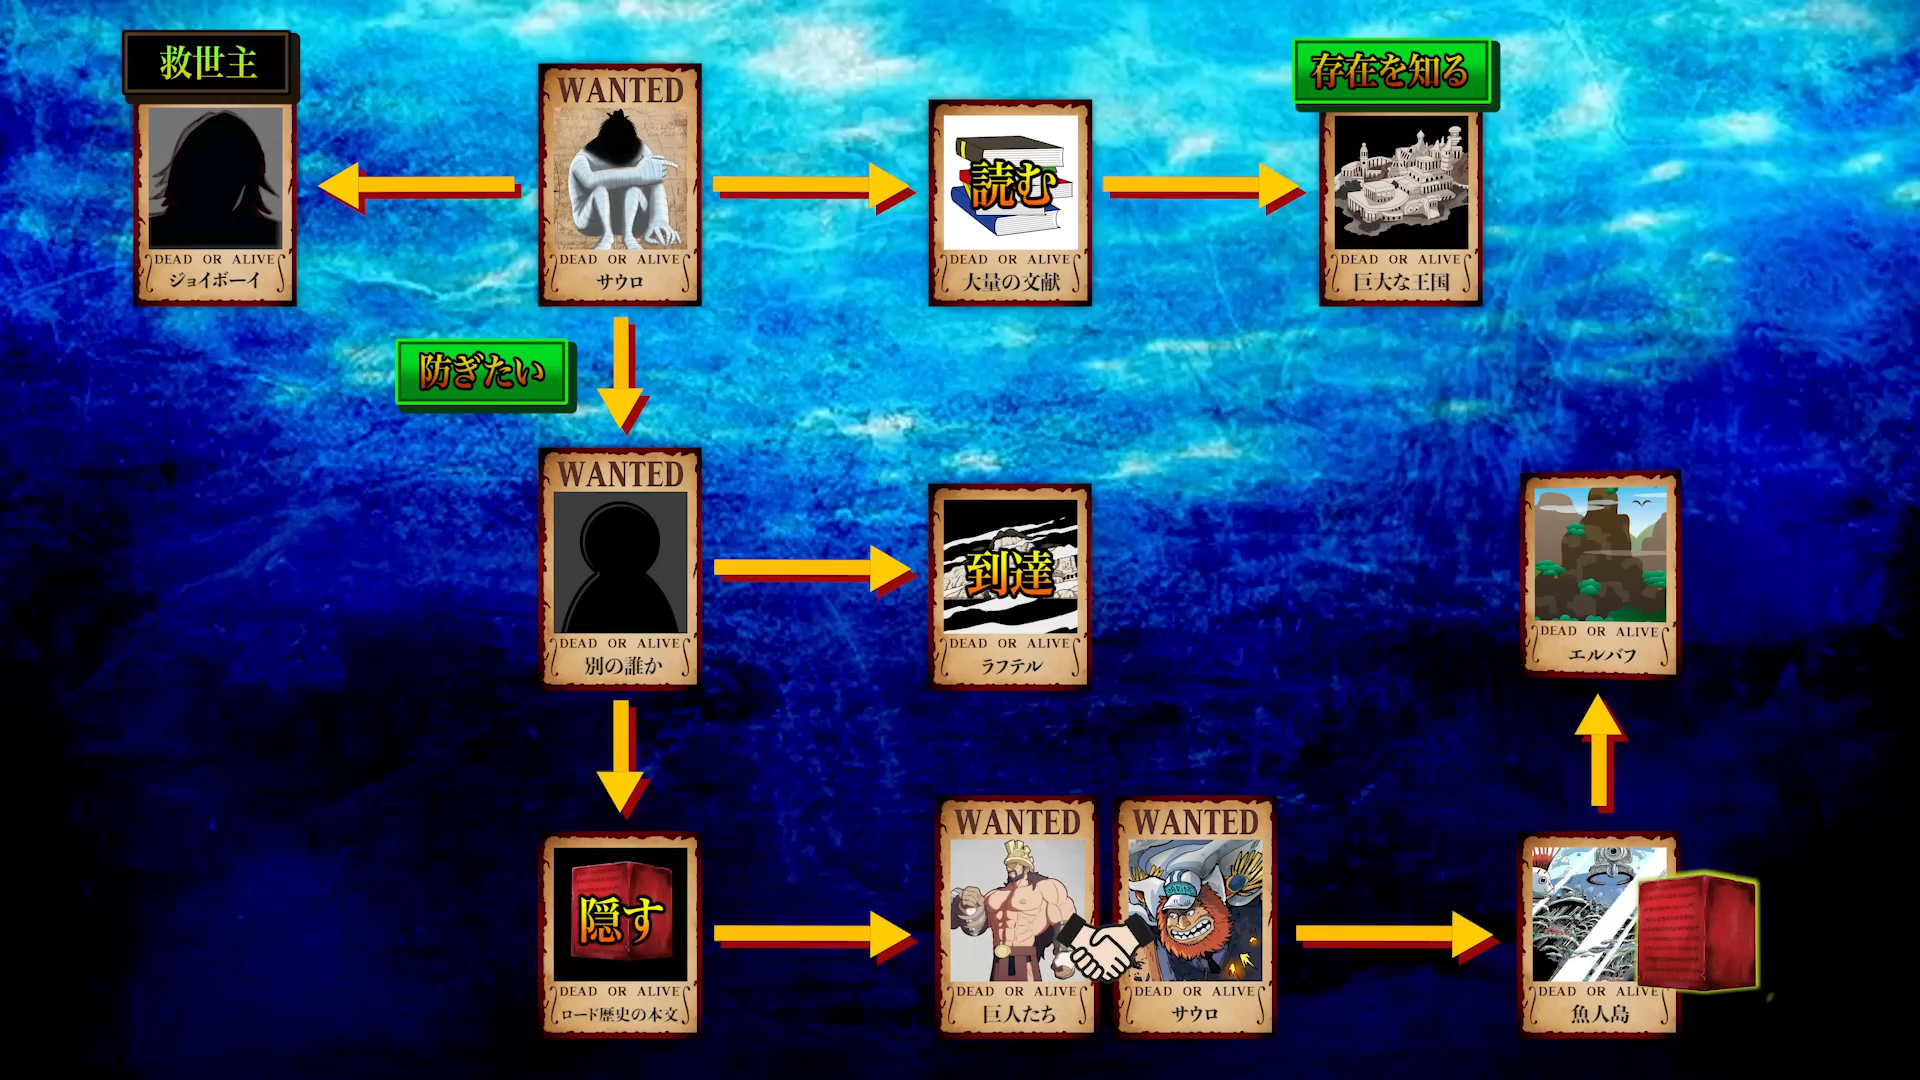 救世主
DEAD OR ALIVE
ジョイボーイ
WANTED
DEAD OR ALIVE
サウロ
読む
DEAD OR ALIVE
大量の文献
存在を知る
DEAD OR ALIVE
巨大な王国
防ぎたい
WANTED
DEAD OR ALIVE
別の誰か
到達
DEAD OR ALIVE
ラフテル
DEAD OR ALIVE
エルバフ
隠す
DEAD OR ALIVE
ロード歴史の本文
WANTED
DEAD OR ALIVE
巨人たち
WANTED
MARINE
DEAD OR ALIVE
サウロ
DEAD OR ALIVE
魚人島